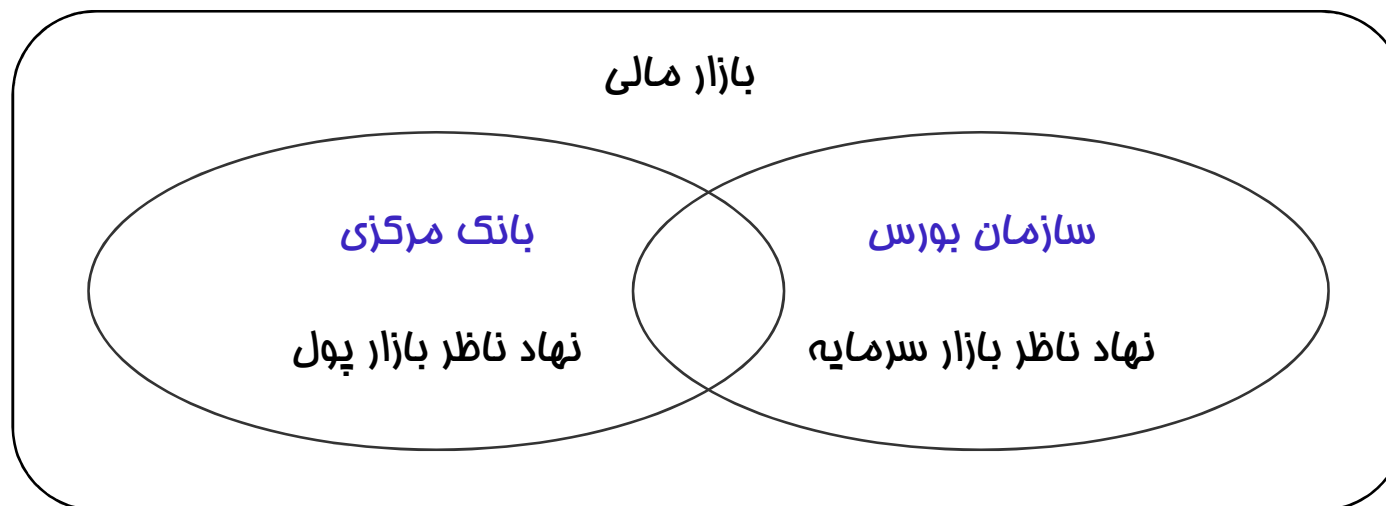 بازار مالی
سازمان بورس
نهاد ناظر بازار سرمایه
بانک مرکزی
نهاد ناظر بازار پول